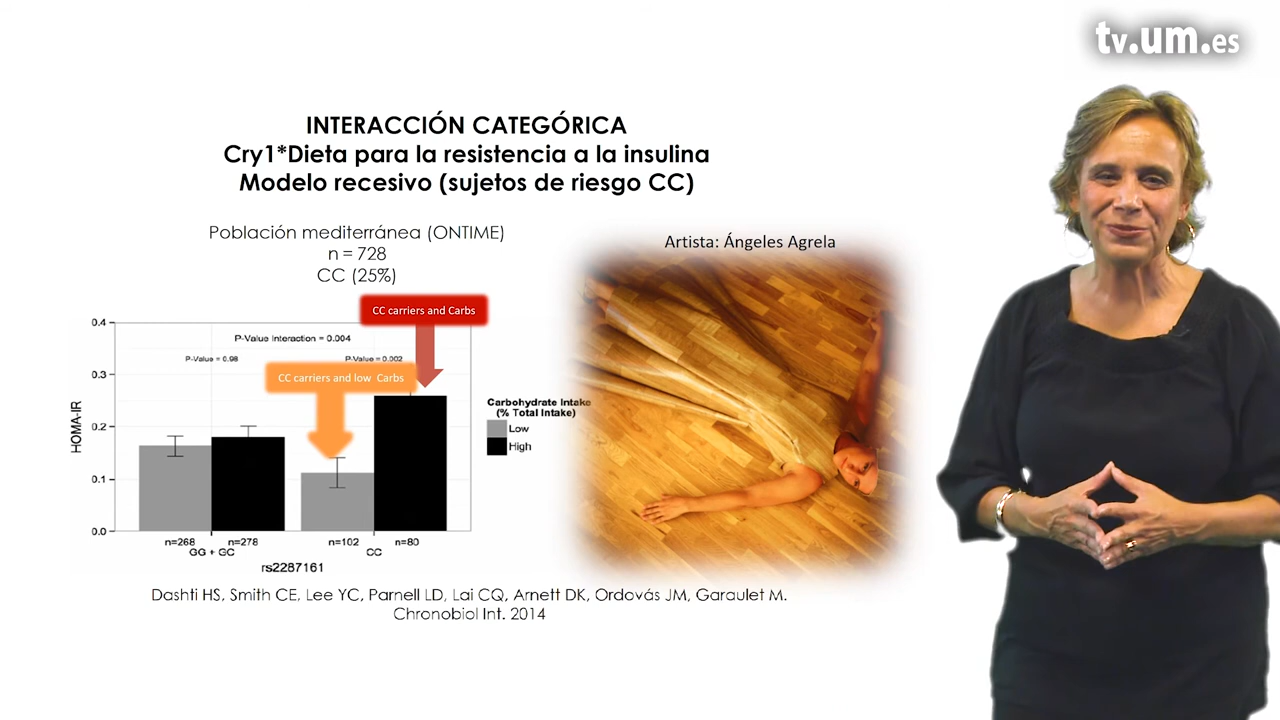 tv.um.es
INTERACCIÓN CATEGÓRICA
Cry1*Dieta para la resistencia a la insulina
Modelo recesivo (sujetos de riesgo CC)
Población mediterránea (ONTIME)
n = 728
CC (25%)
Artista: Ángeles Agrela
CC carriers and Carbs
P-Value Interaction = 0.004
P-Value = 0.98
P-Value = 0.002
CC carriers and low Carbs
HOMA-IR
0.4
0.3
0.2
0.1
0.0
Carbohydrate Intake
(% Total Intake)
Low
High
n=268 n=278 n=102 n=80
GG + GC CC
rs2287161
Dashti HS, Smith CE, Lee YC, Parnell LD, Lai CQ, Arnett DK, Ordovás JM, Garaulet M.
Chronobiol Int. 2014